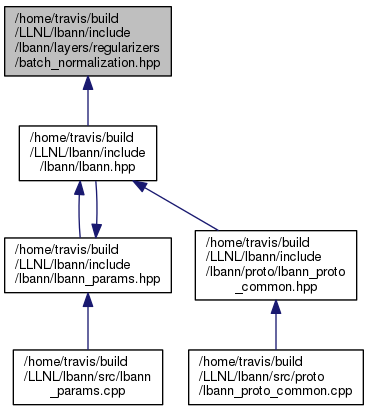 /home/travis/build
/LLNL/lbann/include
/lbann/layers/regularizers
/batch_normalization.hpp
/home/travis/build
/LLNL/lbann/include
/lbann/lbann.hpp
/home/travis/build
/LLNL/lbann/include
/lbann/lbann_params.hpp
/home/travis/build
/LLNL/lbann/include
/lbann/proto/lbann_proto
_common.hpp
/home/travis/build
/LLNL/lbann/src/lbann
_params.cpp
/home/travis/build
/LLNL/lbann/src/proto
/lbann_proto_common.cpp